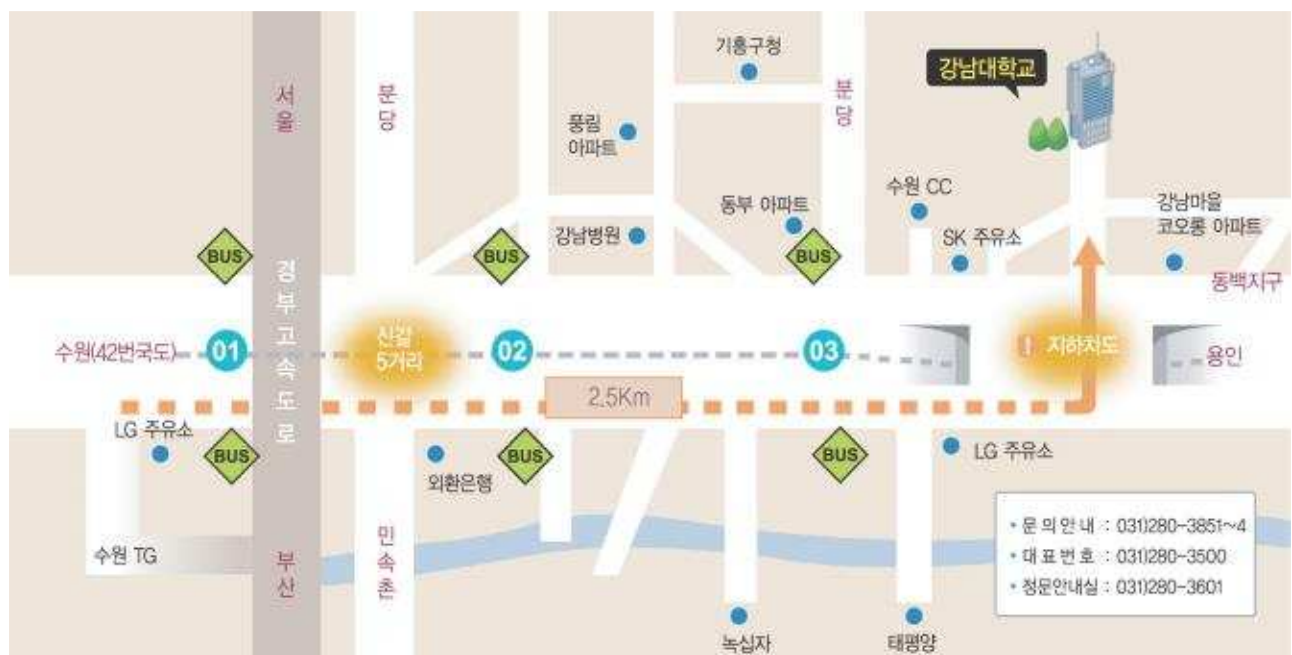 기흥구청
강남대학교
서울
분당
분당
풍림
아파트
수원 CC
동부 아파트
강남마을
코오롱 아파트
강남병원
SK 주유소
BUS
BUS
BUS
동백지구
경부고속도로
신갈
5거리
수원(42번국도)
01
02
03
! 지하차도
용인
2.5Km
LG 주유소
BUS
BUS
BUS
LG 주유소
외환은행
수원 TG
부산
민속촌
• 문의안내 : 031)280-3851~4
• 대표번호 : 031)280-3500
• 정문안내실 : 031)280-3601
녹십자
태평양